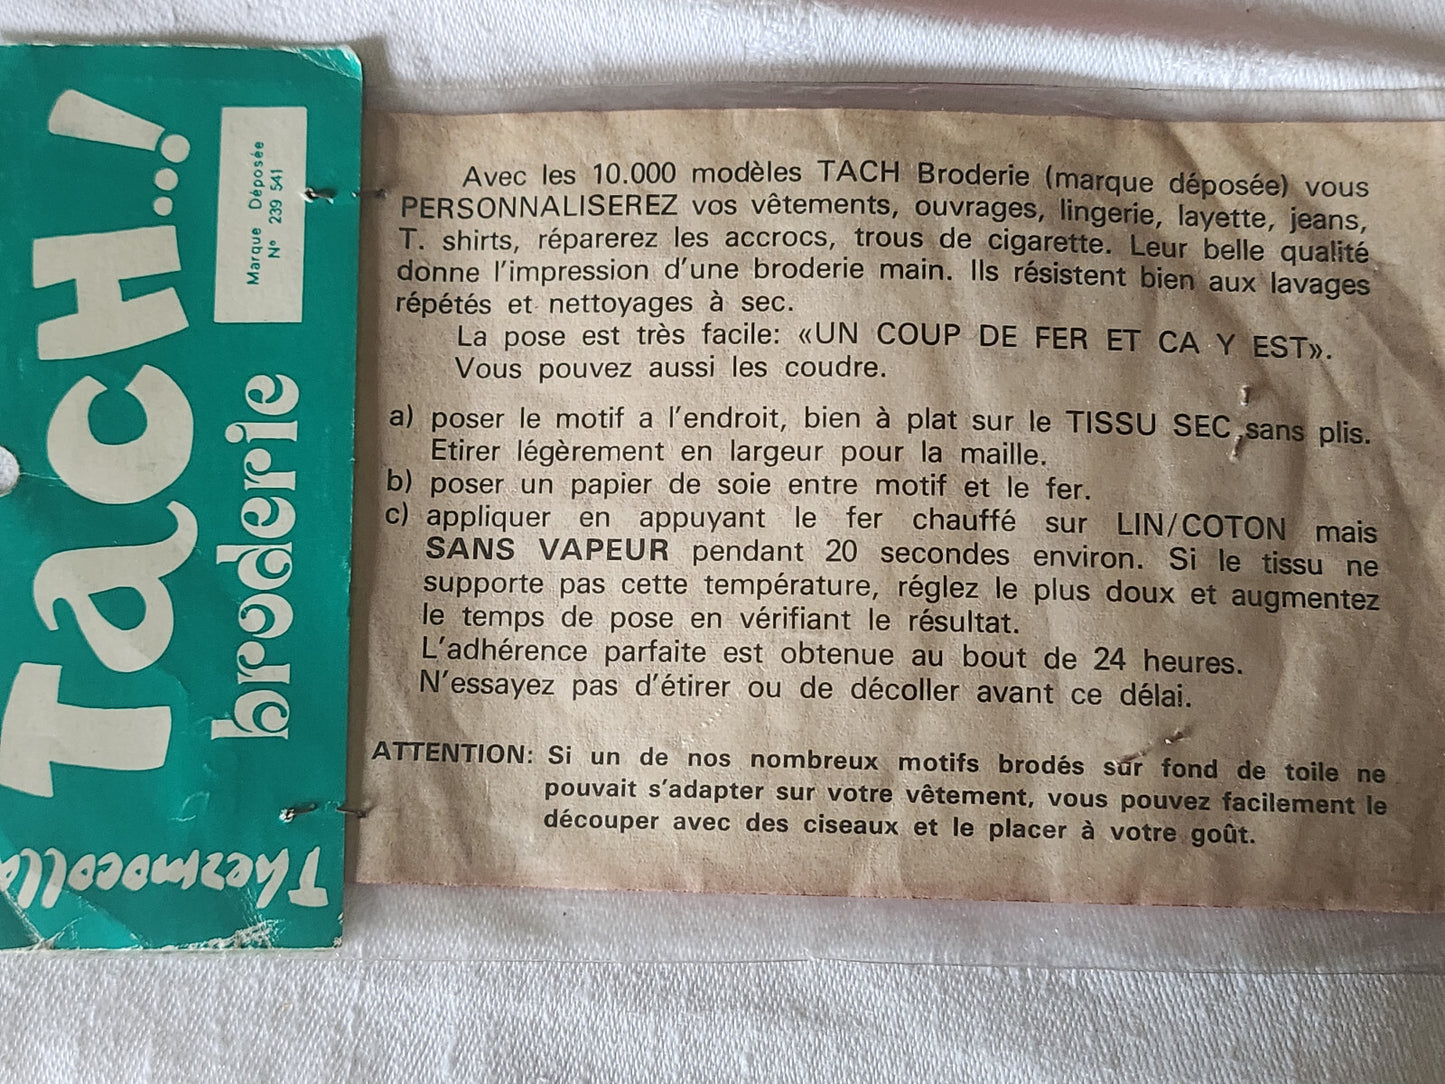 TACH...!
broderie
Marque Déposée
N° 239 541
Avec les 10.000 modèles TACH Broderie (marque déposée) vous
PERSONNALISEREZ vos vêtements, ouvrages, lingerie, layette, jeans,
T. shirts, réparerez les accrocs, trous de cigarette. Leur belle qualité
donne l'impression d'une broderie main. Ils résistent bien aux lavages
répétés et nettoyages à sec.
La pose est très facile: «UN COUP DE FER ET CA Y EST».
Vous pouvez aussi les coudre.
a) poser le motif a l'endroit, bien à plat sur le TISSU SEC, sans plis.
Etirer légèrement en largeur pour la maille.
b) poser un papier de soie entre motif et le fer.
c) appliquer en appuyant le fer chauffé sur LIN/COTON mais
SANS VAPEUR pendant 20 secondes environ. Si le tissu ne
supporte pas cette température, réglez le plus doux et augmentez
le temps de pose en vérifiant le résultat.
L'adhérence parfaite est obtenue au bout de 24 heures.
N'essayez pas d'étirer ou de décoller avant ce délai.
ATTENTION: Si un de nos nombreux motifs brodés sur fond de toile ne
pouvait s'adapter sur votre vêtement, vous pouvez facilement le
découper avec des ciseaux et le placer à votre goût.